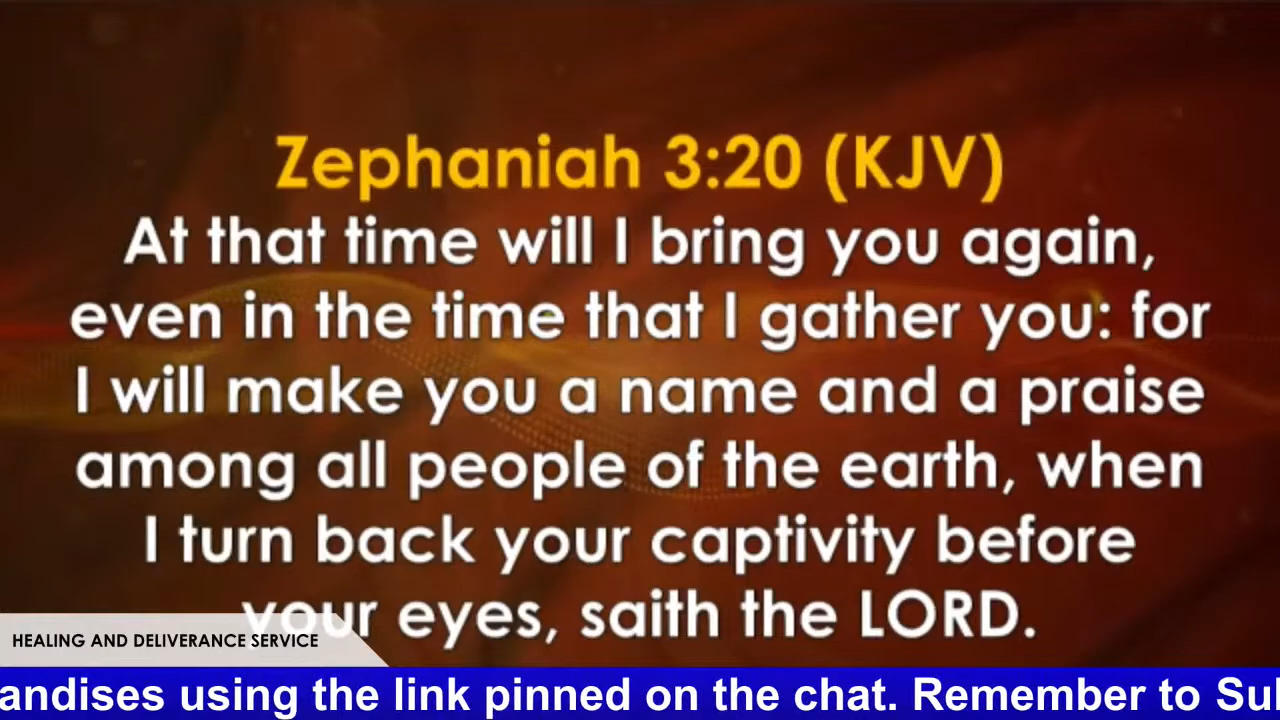 Zephaniah 3:20 (KJV)
At that time will I bring you again,
even in the time that I gather you: for
I will make you a name and a praise
among all people of the earth, when
I turn back your captivity before
your eyes, saith the LORD.
HEALING AND DELIVERANCE SERVICE
andises using the link pinned on the chat. Remember to Su